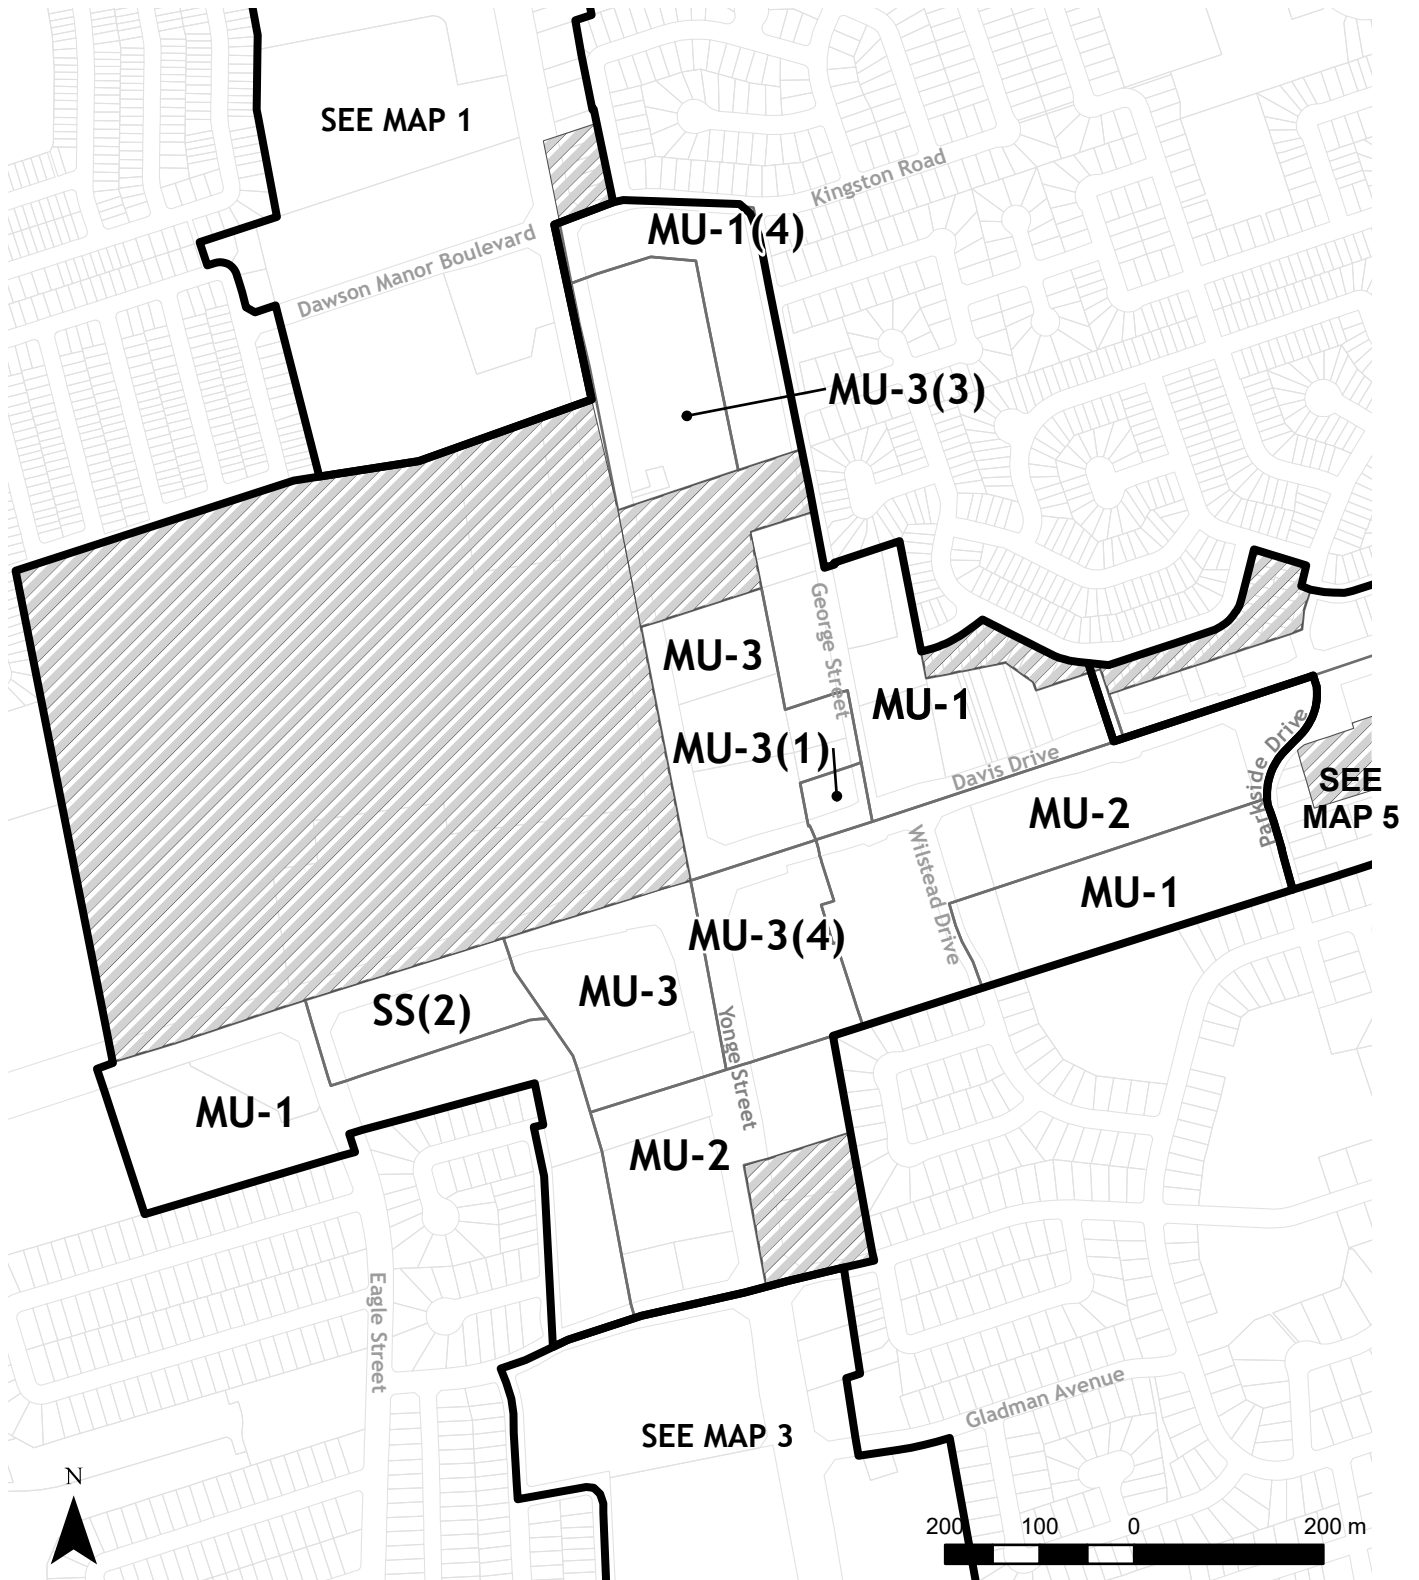 SEE MAP 1
Kingston Road
MU-1(4)
Dawson Manor Boulevard
MU-3(3)
George Street
MU-3
MU-1
MU-3(1)
Davis Drive
Parkside Drive
SEE
MAP 5
MU-2
Wilstead Drive
MU-1
MU-3(4)
MU-3
SS(2)
Yonge Street
MU-1
MU-2
Eagle Street
Gladman Avenue
SEE MAP 3
N
200 100 0 200 m